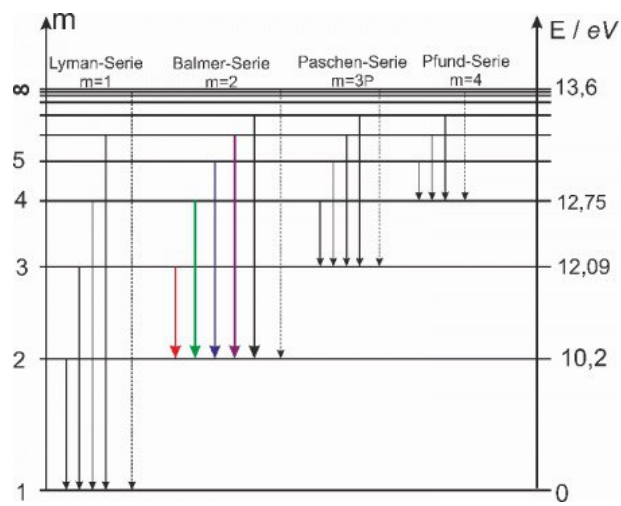 m
E / eV
Lyman-Serie
m=1
Balmer-Serie
m=2
Paschen-Serie
m=3P
Pfund-Serie
m=4
∞
13,6
5
4
12,75
3
12,09
2
10,2
1
0